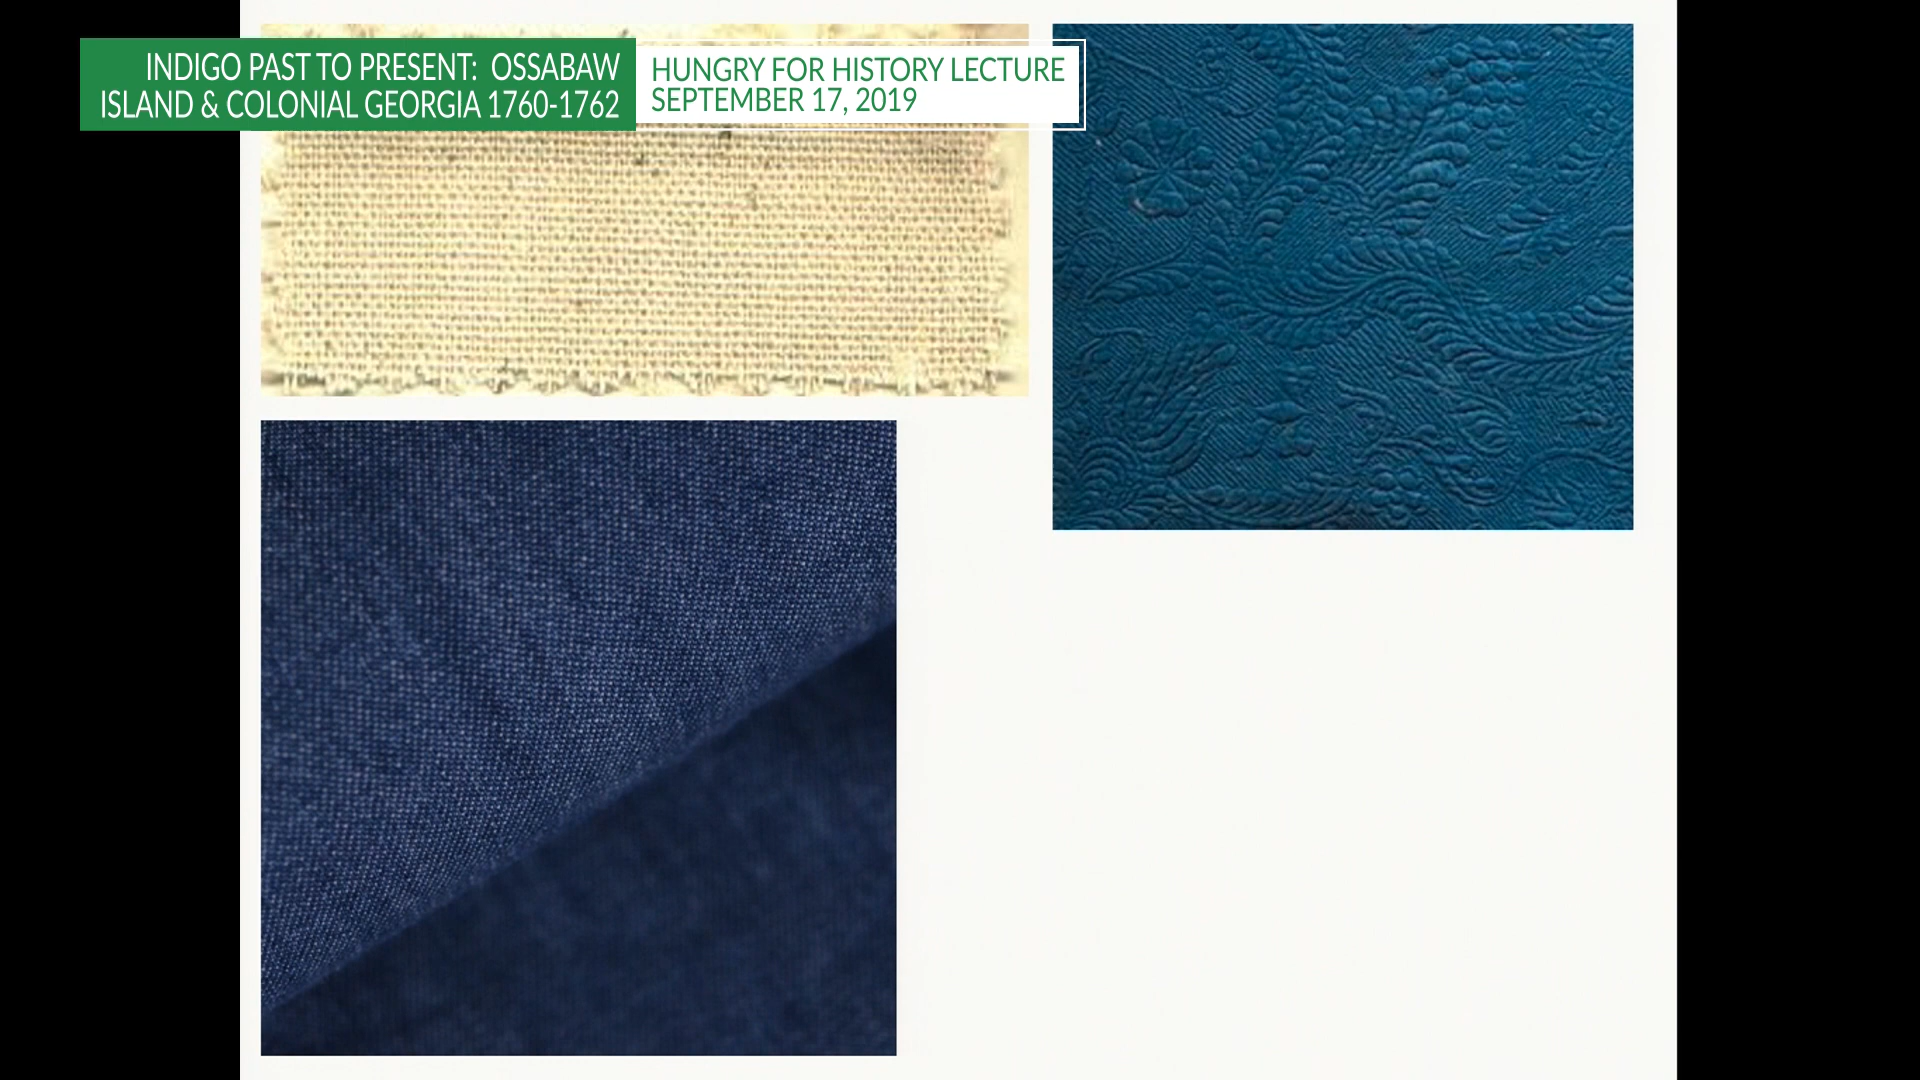 INDIGO PAST TO PRESENT: OSSABAW
ISLAND & COLONIAL GEORGIA 1760-1762
HUNGRY FOR HISTORY LECTURE
SEPTEMBER 17, 2019